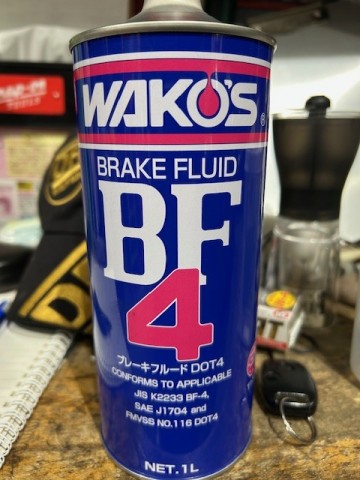 WAKO'S®
BRAKE FLUID
BF
4
ブレーキフルード DOT4
CONFORMS TO APPLICABLE
JIS K2233 BF-4,
SAE J1704 and
FMVSS NO.116 DOT4
NET.1L